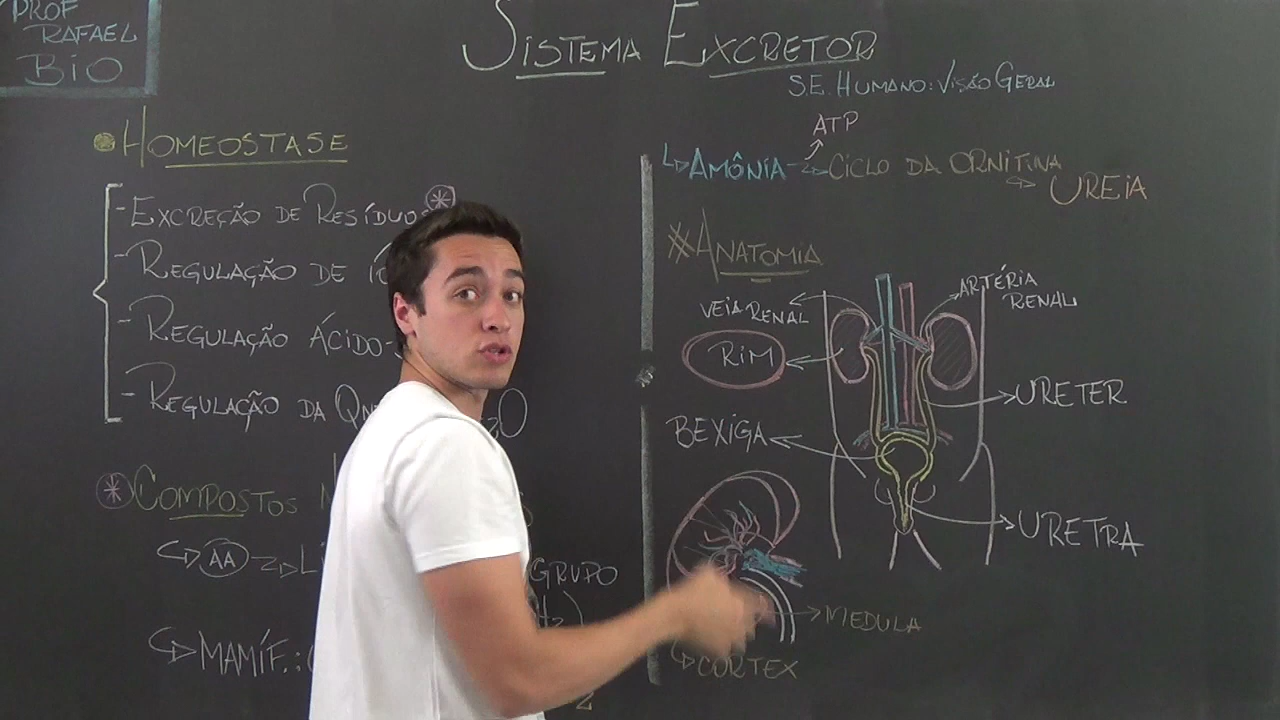 PROF
RAFAEL
BIO
SISTEMA EXCRETOR
S.E. HUMANO: VISÃO GERAL
HOMEOSTASE
- EXCREÇÃO DE RESÍDUOS *
- REGULAÇÃO DE
- REGULAÇÃO ÁCIDO-
- REGULAÇÃO DA
* COMPOSTOS
AA
GRUPO
MAMÍF.:
ATP
AMÔNIA
CICLO DA ORNITINA
UREIA
* ANATOMIA
VEIA RENAL
ARTÉRIA
RENAL
RIM
URETER
BEXIGA
URETRA
MEDULA
CORTEX